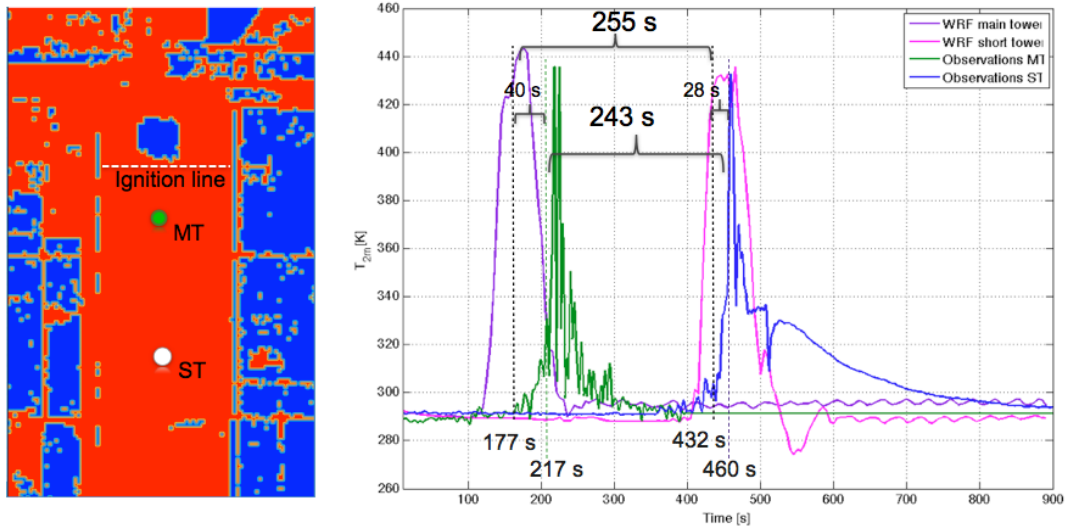 Ignition line
MT
ST
WRF main tower
WRF short tower
Observations MT
Observations ST
255 s
40 s
28 s
243 s
177 s
217 s
432 s
460 s
T2m[K]
460
440
420
400
380
360
340
320
300
280
260
100
200
300
400
500
600
700
800
900
Time [s]